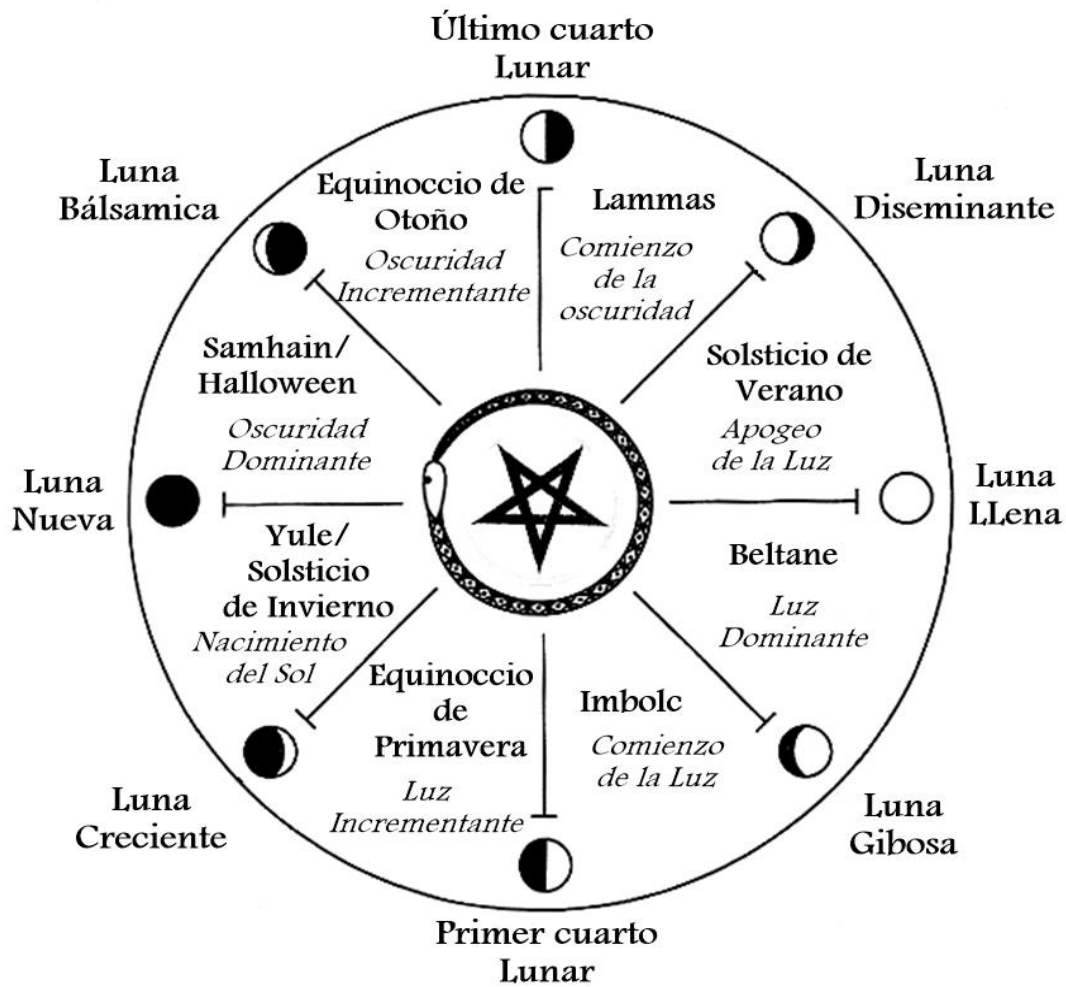 Último cuarto
Lunar
Luna
Bálsamica
Equinoccio de
Otoño
Oscuridad
Incrementante
Lammas
Comienzo
de la
oscuridad
Luna
Diseminante
Samhain/
Halloween
Oscuridad
Dominante
Solsticio de
Verano
Apogeo
de la Luz
Luna
Nueva
Luna
LLena
Yule/
Solsticio
de Invierno
Nacimiento
del Sol
Beltane
Luz
Dominante
Equinoccio
de
Primavera
Luz
Incrementante
Imbolc
Comienzo
de la Luz
Luna
Creciente
Luna
Gibosa
Primer cuarto
Lunar